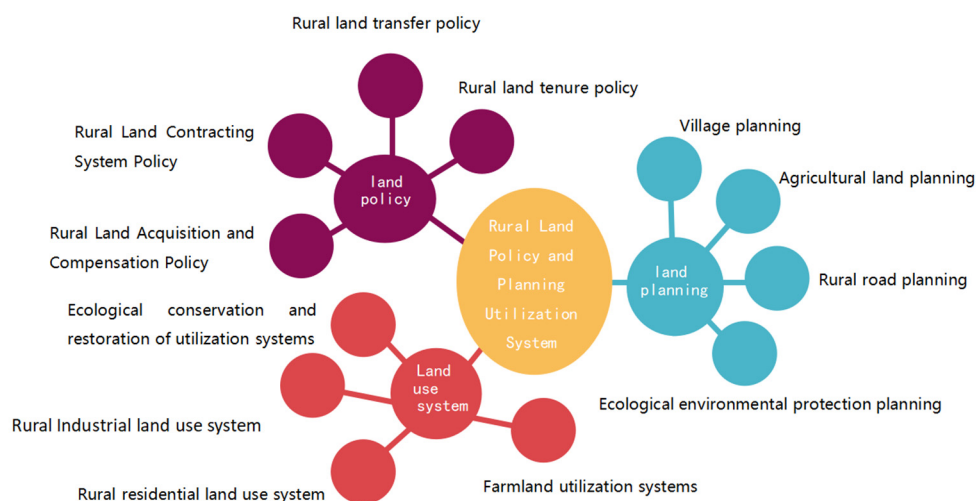 Rural land transfer policy
Rural land tenure policy
Rural Land Contracting
System Policy
land
policy
Rural Land Acquisition and
Compensation Policy
Rural Land
Policy and
Planning
Utilization
System
Village planning
Agricultural land planning
land
planning
Rural road planning
Ecological environmental protection planning
Ecological conservation and
restoration of utilization systems
Land
use
system
Rural Industrial land use system
Rural residential land use system
Farmland utilization systems